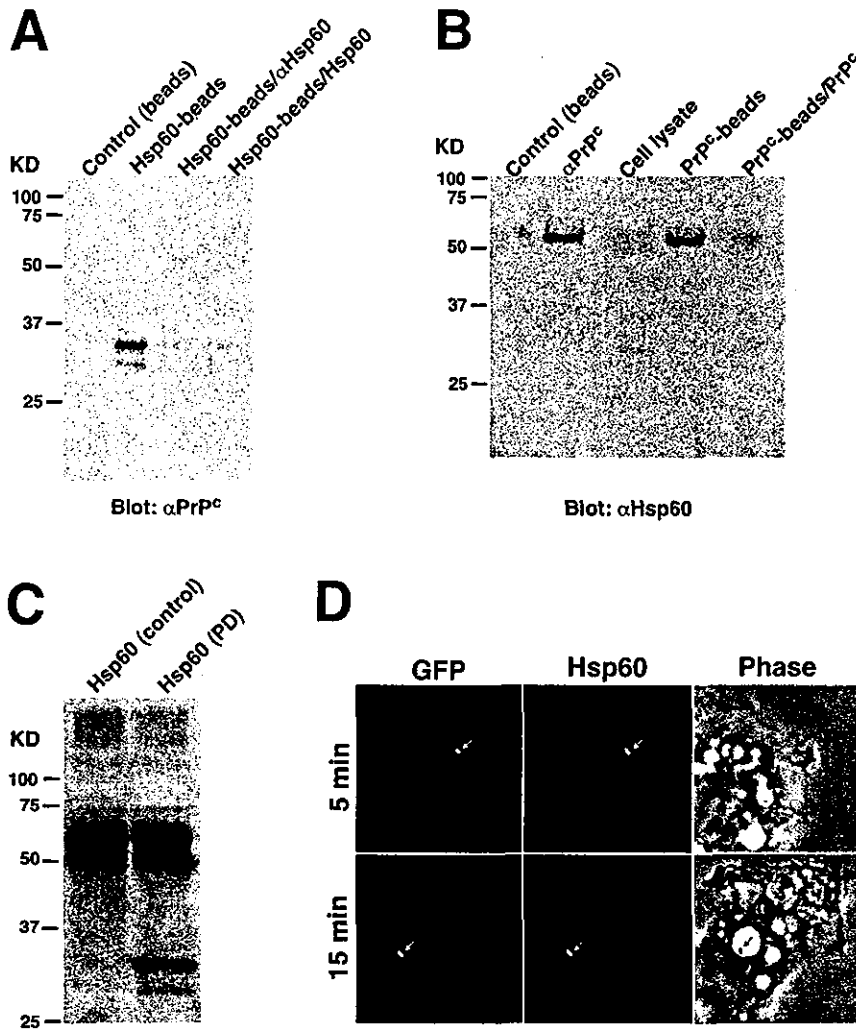 A
Control (beads)
Hsp60-beads
Hsp60-beads/αHsp60
Hsp60-beads/Hsp60
KD
100
75
50
37
25
Blot: αPrPᶜ
B
Control (beads)
αPrPᶜ
Cell lysate
PrPᶜ-beads
PrPᶜ-beads/PrPᶜ
KD
100
75
50
37
25
Blot: αHsp60
C
Hsp60 (control)
Hsp60 (PD)
KD
100
75
50
37
25
D
GFP Hsp60 Phase
5 min
15 min